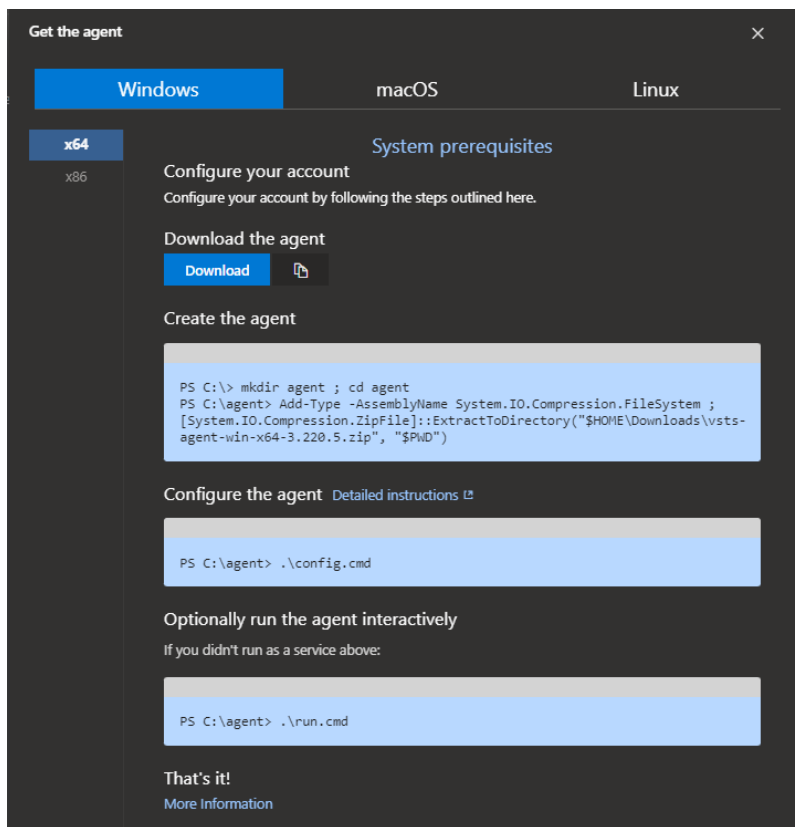 Get the agent
Windows
macOS
Linux
x64
x86
System prerequisites
Configure your account
Configure your account by following the steps outlined here.
Download the agent
Download
Create the agent
PS C:\> mkdir agent ; cd agent
PS C:\agent> Add-Type -AssemblyName System.IO.Compression.FileSystem ;
[System.IO.Compression.ZipFile]::ExtractToDirectory("$HOME\Downloads\vsts-
agent-win-x64-3.220.5.zip", "$PWD")
Configure the agent Detailed instructions
PS C:\agent> .\config.cmd
Optionally run the agent interactively
If you didn't run as a service above:
PS C:\agent> .\run.cmd
That's it!
More Information